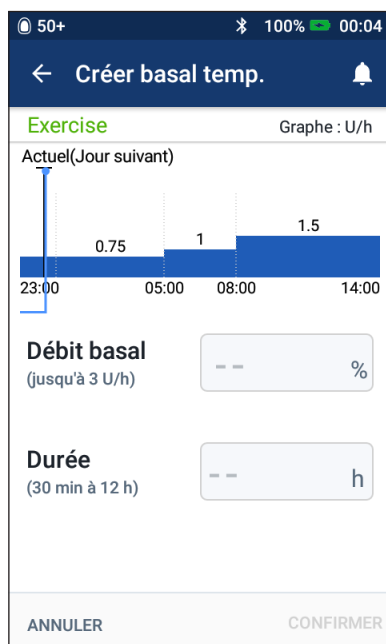 50+ 100% 00:04
Créer basal temp.
Exercise Graphe : U/h
Actuel(Jour suivant)
0.75 1 1.5
23:00 05:00 08:00 14:00
Débit basal
(jusqu'à 3 U/h)
-- %
Durée
(30 min à 12 h)
-- h
ANNULER CONFIRMER